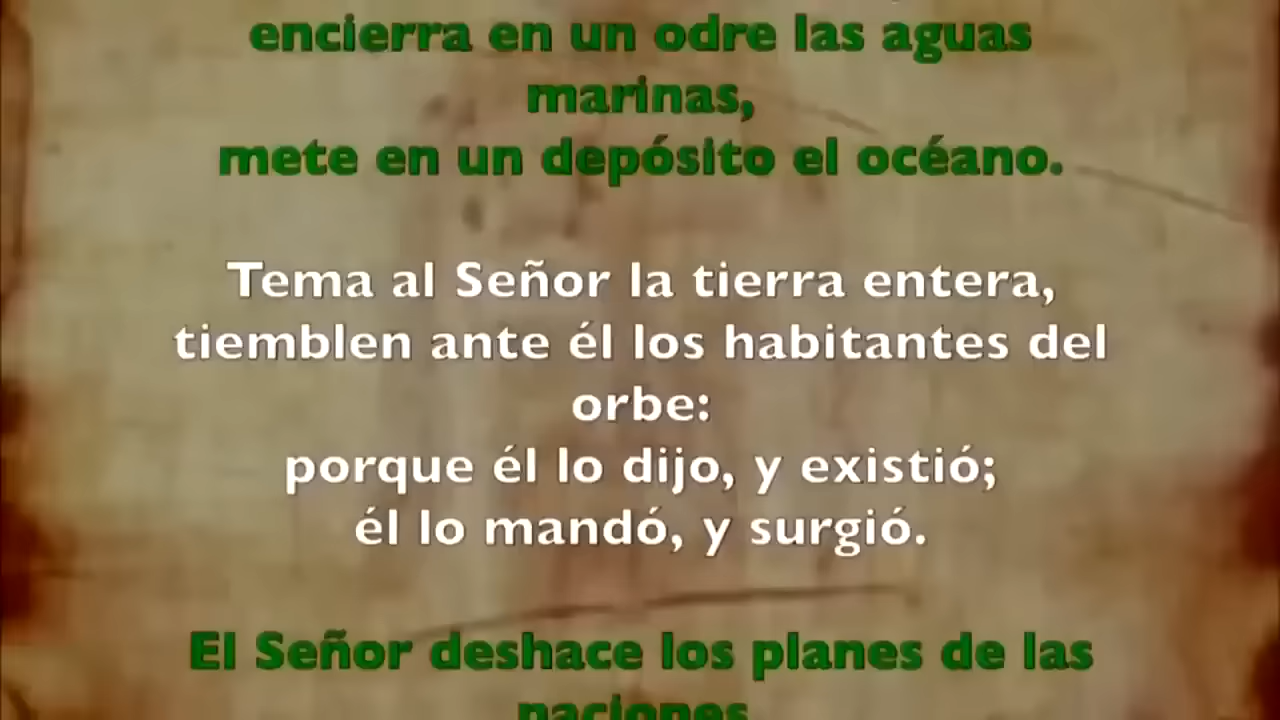 encierra en un odre las aguas
marinas,
mete en un depósito el océano.
Tema al Señor la tierra entera,
tiemblen ante él los habitantes del
orbe:
porque él lo dijo, y existió;
él lo mandó, y surgió.
El Señor deshace los planes de las
naciones